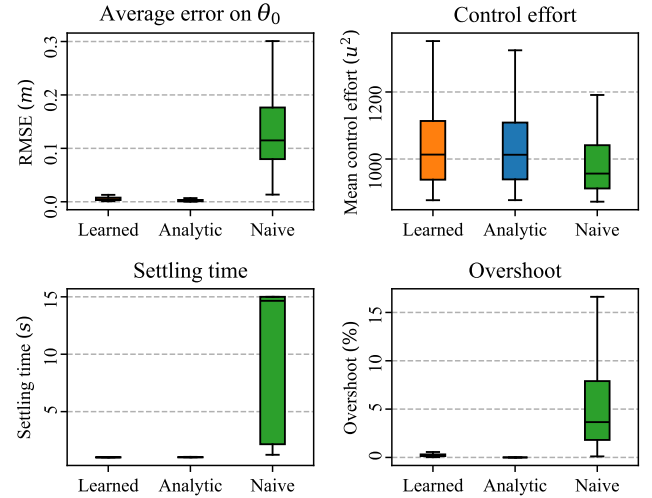 Average error on θ₀
RMSE (m)
0.3
0.2
0.1
0.0
Learned Analytic Naive
Control effort
Mean control effort (u²)
1200
1000
Learned Analytic Naive
Settling time
Settling time (s)
15
10
5
Learned Analytic Naive
Overshoot
Overshoot (%)
15
10
5
0
Learned Analytic Naive